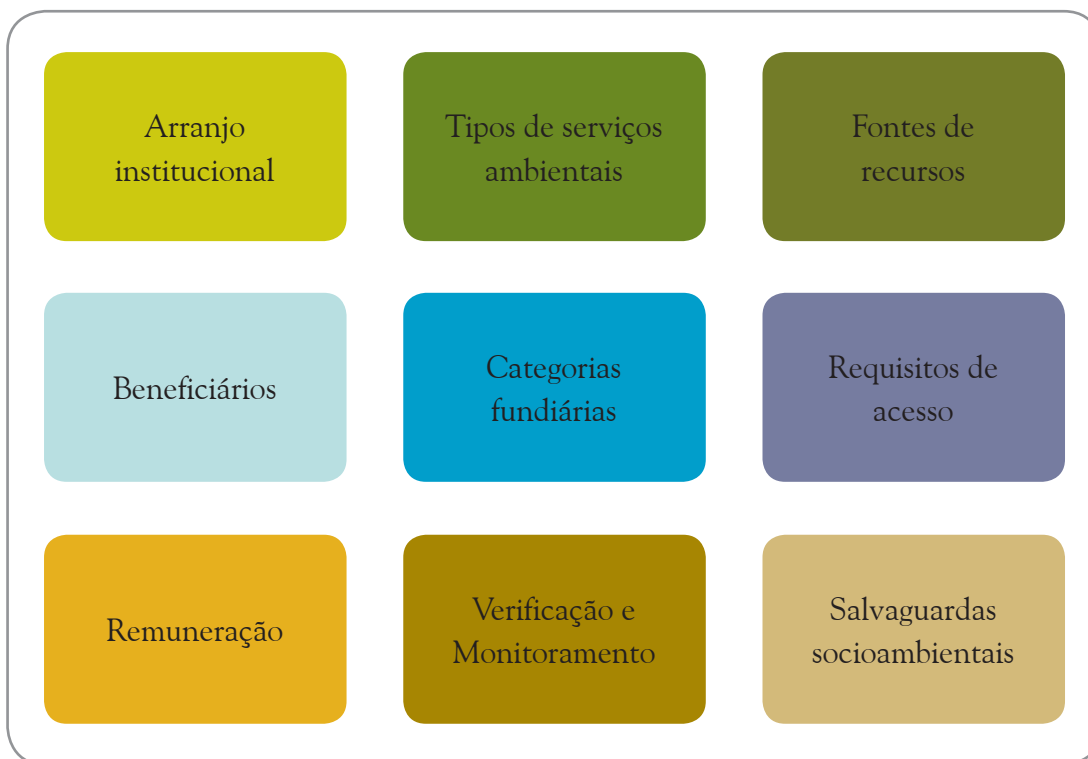 Arranjo
institucional
Tipos de serviços
ambientais
Fontes de
recursos
Beneficiários
Categorias
fundiárias
Requisitos de
acesso
Remuneração
Verificação e
Monitoramento
Salvaguardas
socioambientais